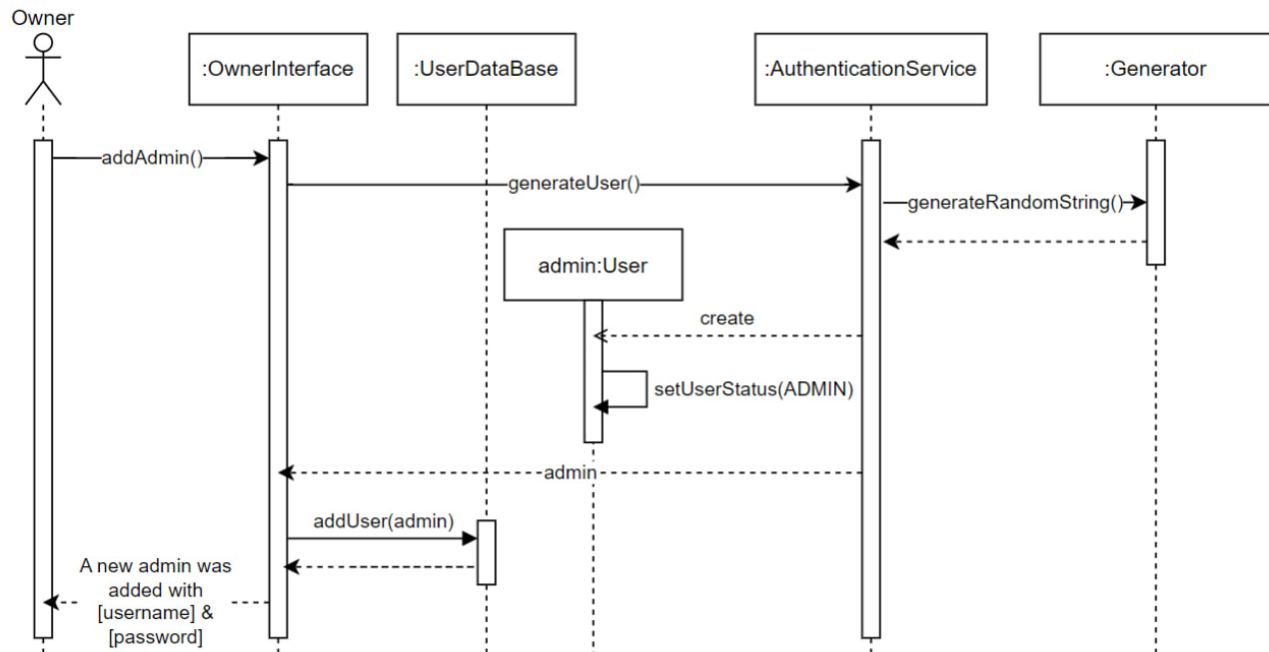 Owner
:OwnerInterface
:UserDataBase
:AuthenticationService
:Generator
addAdmin()
generateUser()
generateRandomString()
admin:User
create
setUserStatus(ADMIN)
admin
addUser(admin)
A new admin was
added with
[username] &
[password]